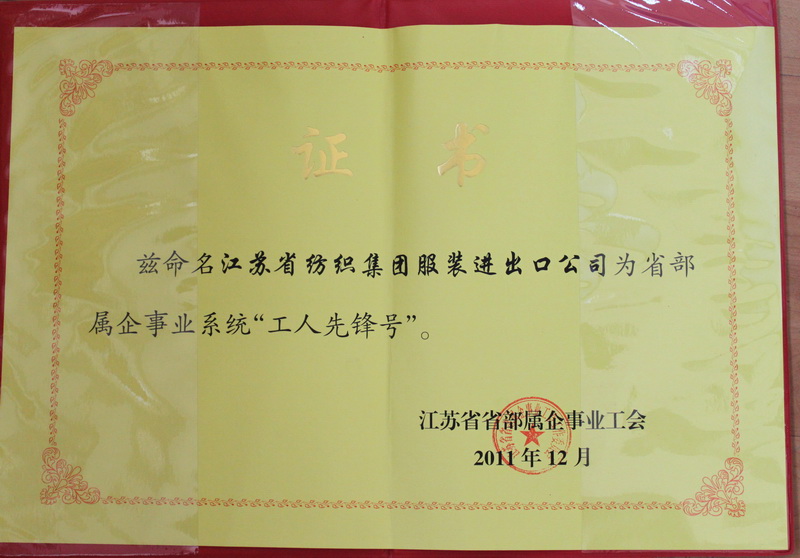 证 书
兹命名江苏省纺织集团服装进出口公司为省部
属企事业系统“工人先锋号”。
江苏省省部属企事业工会
2011年12月